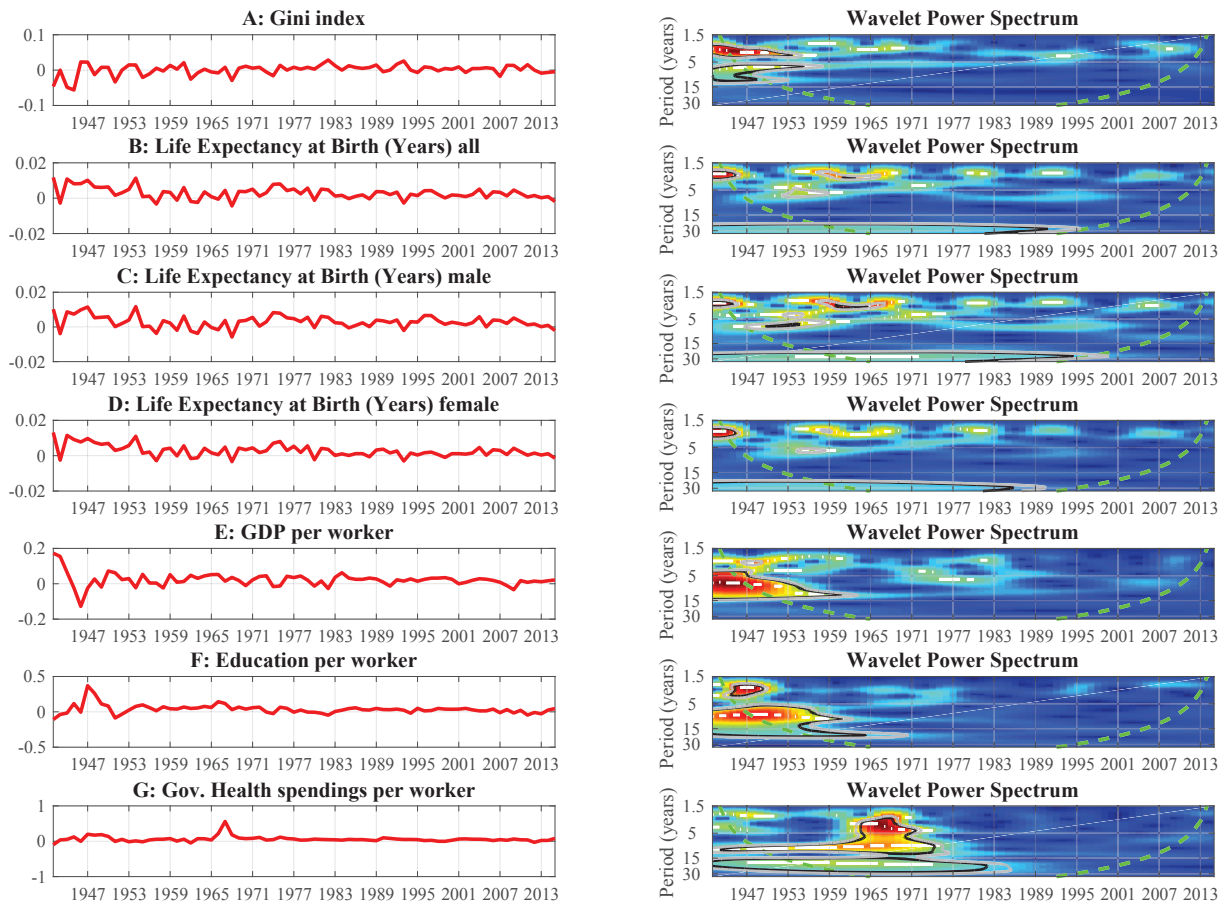 A: Gini index
0.1
0
-0.1
1947 1953 1959 1965 1971 1977 1983 1989 1995 2001 2007 2013
Wavelet Power Spectrum
Period (years)
1.5
5
15
30
1947 1953 1959 1965 1971 1977 1983 1989 1995 2001 2007 2013
B: Life Expectancy at Birth (Years) all
0.02
0
-0.02
1947 1953 1959 1965 1971 1977 1983 1989 1995 2001 2007 2013
Wavelet Power Spectrum
Period (years)
1.5
5
15
30
1947 1953 1959 1965 1971 1977 1983 1989 1995 2001 2007 2013
C: Life Expectancy at Birth (Years) male
0.02
0
-0.02
1947 1953 1959 1965 1971 1977 1983 1989 1995 2001 2007 2013
Wavelet Power Spectrum
Period (years)
1.5
5
15
30
1947 1953 1959 1965 1971 1977 1983 1989 1995 2001 2007 2013
D: Life Expectancy at Birth (Years) female
0.02
0
-0.02
1947 1953 1959 1965 1971 1977 1983 1989 1995 2001 2007 2013
Wavelet Power Spectrum
Period (years)
1.5
5
15
30
1947 1953 1959 1965 1971 1977 1983 1989 1995 2001 2007 2013
E: GDP per worker
0.2
0
-0.2
1947 1953 1959 1965 1971 1977 1983 1989 1995 2001 2007 2013
Wavelet Power Spectrum
Period (years)
1.5
5
15
30
1947 1953 1959 1965 1971 1977 1983 1989 1995 2001 2007 2013
F: Education per worker
0.5
0
-0.5
1947 1953 1959 1965 1971 1977 1983 1989 1995 2001 2007 2013
Wavelet Power Spectrum
Period (years)
1.5
5
15
30
1947 1953 1959 1965 1971 1977 1983 1989 1995 2001 2007 2013
G: Gov. Health spendings per worker
1
0
-1
1947 1953 1959 1965 1971 1977 1983 1989 1995 2001 2007 2013
Wavelet Power Spectrum
Period (years)
1.5
5
15
30
1947 1953 1959 1965 1971 1977 1983 1989 1995 2001 2007 2013